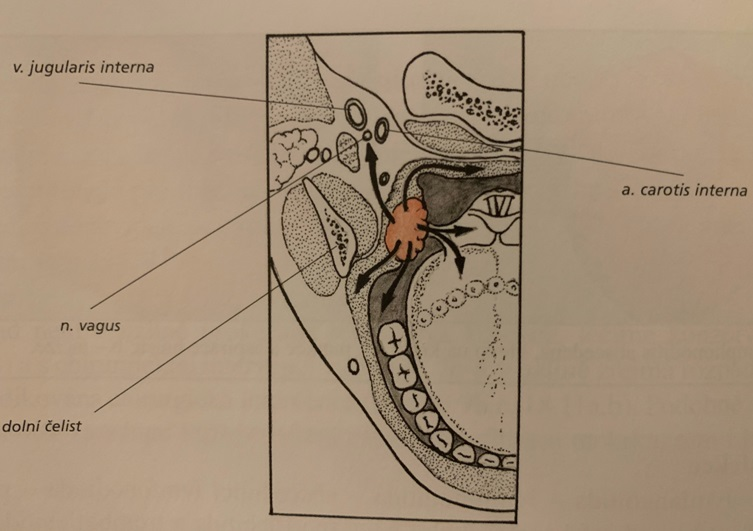 v. jugularis interna
a. carotis interna
n. vagus
dolní čelist